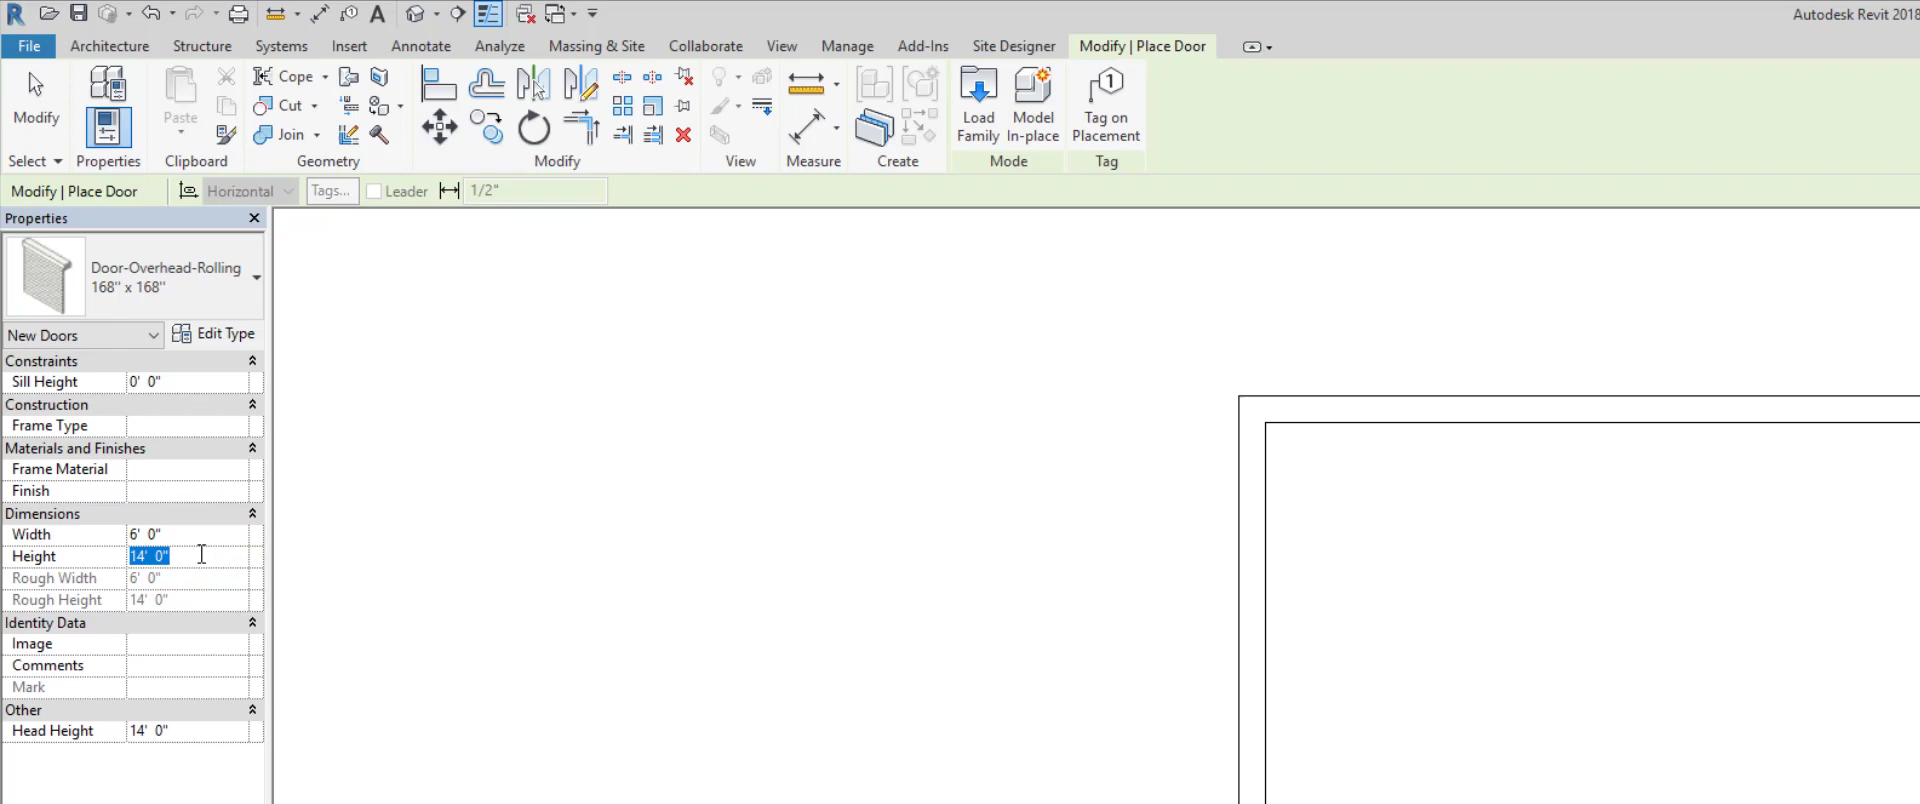 Autodesk Revit 2018
File Architecture Structure Systems Insert Annotate Analyze Massing & Site Collaborate View Manage Add-Ins Site Designer Modify | Place Door
Modify
Select
Properties
Paste
Clipboard
Cope
Cut
Join
Geometry
Modify
View
Measure
Create
Load Family
Model In-place
Mode
1
Tag on Placement
Tag
Modify | Place Door Horizontal Tags... Leader 1/2"
Properties
Door-Overhead-Rolling
168" x 168"
New Doors Edit Type
Constraints
Sill Height 0' 0"
Construction
Frame Type
Materials and Finishes
Frame Material
Finish
Dimensions
Width 6' 0"
Height 14' 0"
Rough Width 6' 0"
Rough Height 14' 0"
Identity Data
Image
Comments
Mark
Other
Head Height 14' 0"